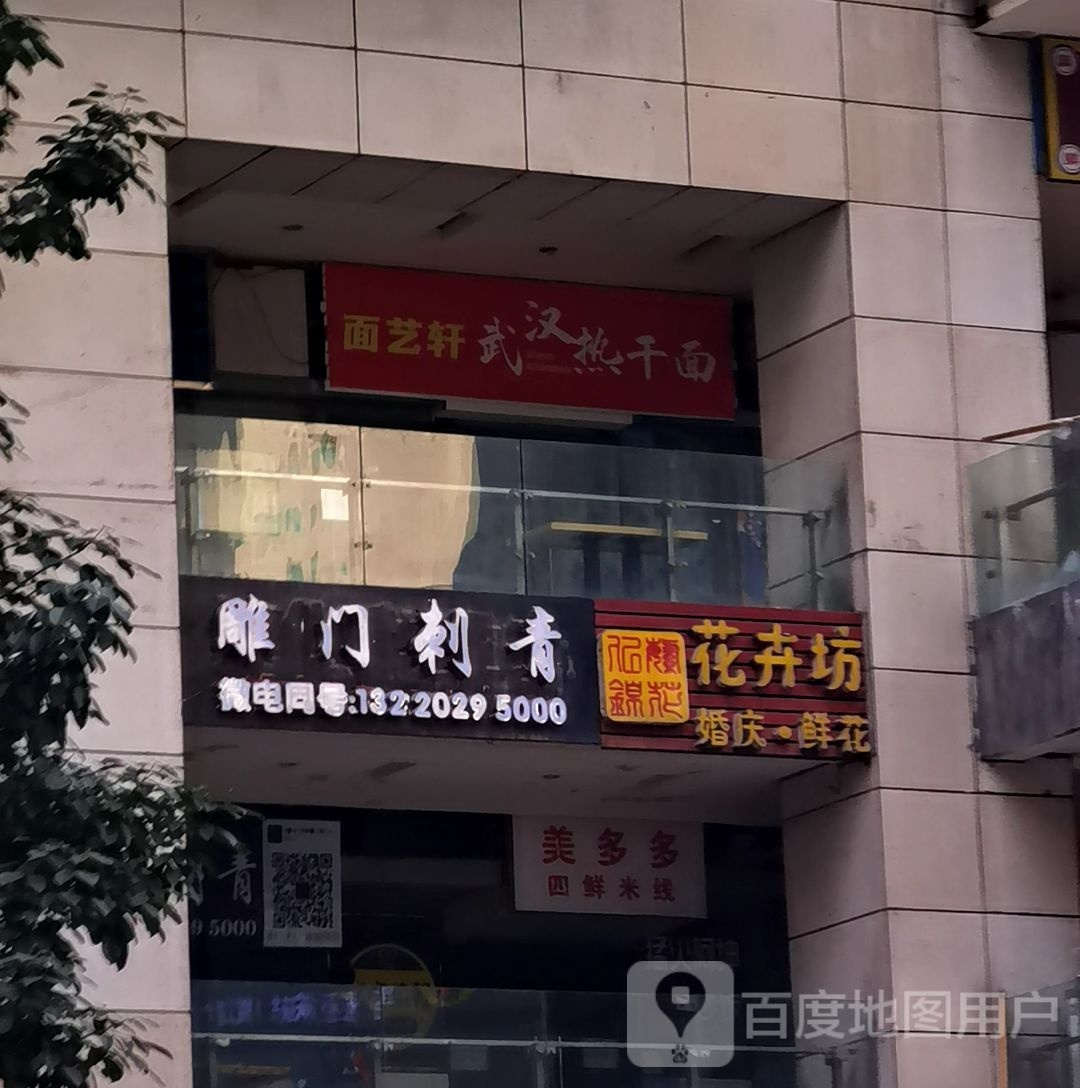 面艺轩 武汉热干面
雕门刺青
微电同号:132 2029 5000
花卉坊
婚庆·鲜花
美多多
四鲜米线
青
9 5000
百度地图用户